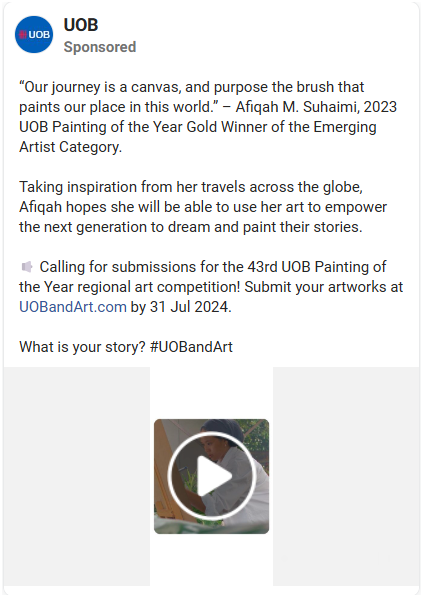 UOB
UOB
Sponsored
“Our journey is a canvas, and purpose the brush that
paints our place in this world.” – Afiqah M. Suhaimi, 2023
UOB Painting of the Year Gold Winner of the Emerging
Artist Category.
Taking inspiration from her travels across the globe,
Afiqah hopes she will be able to use her art to empower
the next generation to dream and paint their stories.
Calling for submissions for the 43rd UOB Painting of
the Year regional art competition! Submit your artworks at
UOBandArt.com by 31 Jul 2024.
What is your story? #UOBandArt